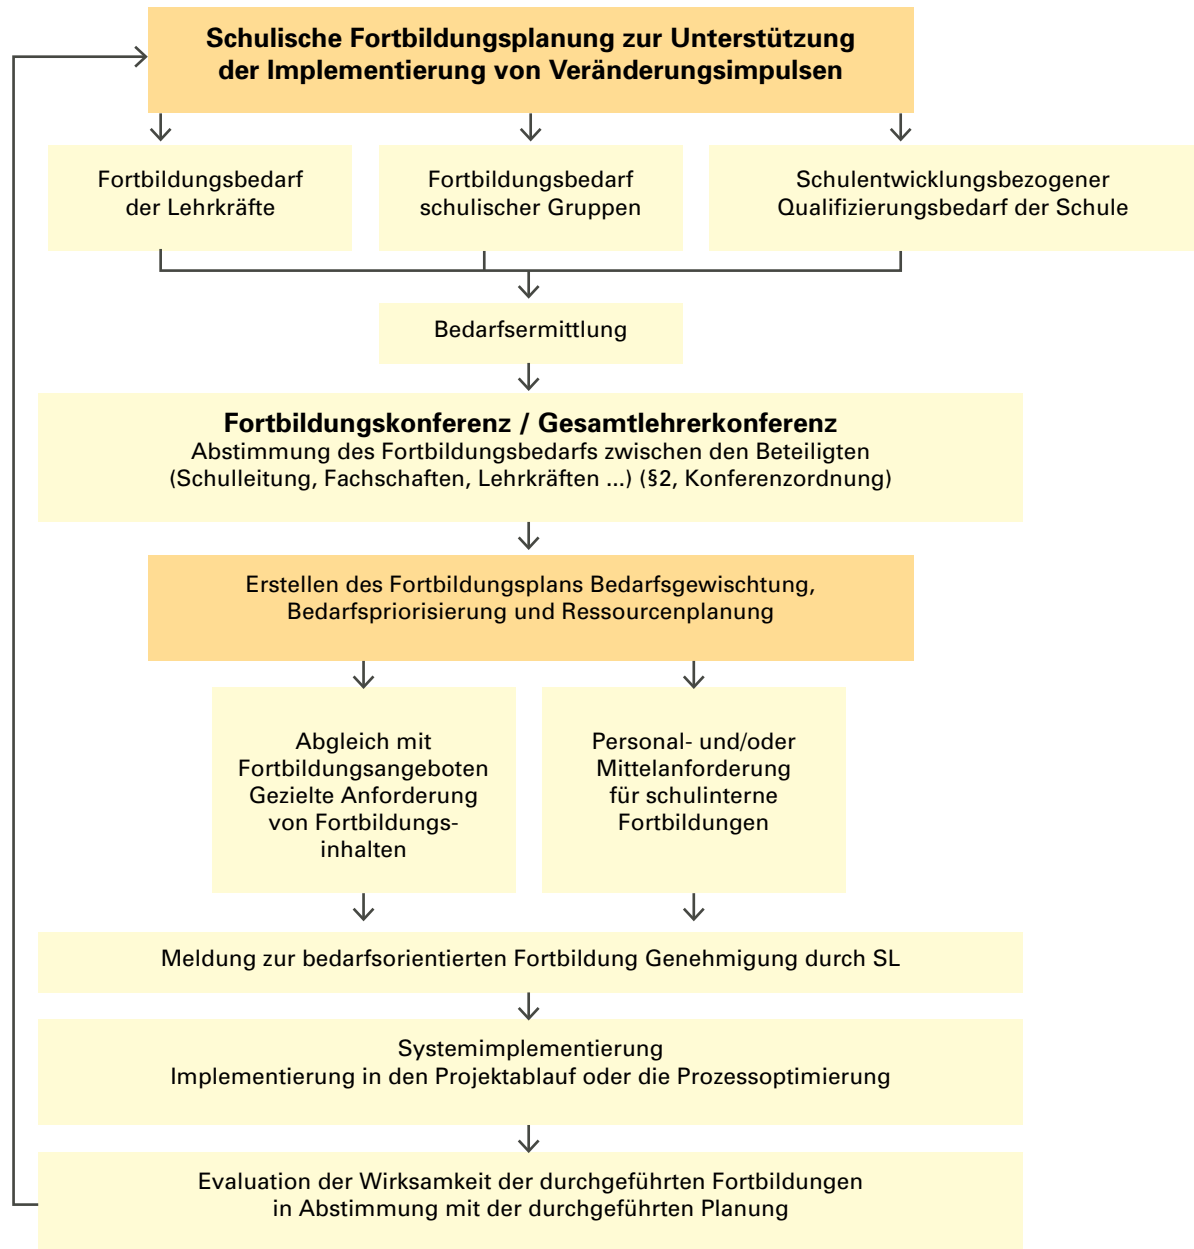 Schulische Fortbildungsplanung zur Unterstützung
der Implementierung von Veränderungsimpulsen
Fortbildungsbedarf
der Lehrkräfte
Fortbildungsbedarf
schulischer Gruppen
Schulentwicklungsbezogener
Qualifizierungsbedarf der Schule
Bedarfsermittlung
Fortbildungskonferenz / Gesamtlehrerkonferenz
Abstimmung des Fortbildungsbedarfs zwischen den Beteiligten
(Schulleitung, Fachschaften, Lehrkräften ...) (§2, Konferenzordnung)
Erstellen des Fortbildungsplans Bedarfsgewischtung,
Bedarfspriorisierung und Ressourcenplanung
Abgleich mit
Fortbildungsangeboten
Gezielte Anforderung
von Fortbildungs-
inhalten
Personal- und/oder
Mittelanforderung
für schulinterne
Fortbildungen
Meldung zur bedarfsorientierten Fortbildung Genehmigung durch SL
Systemimplementierung
Implementierung in den Projektablauf oder die Prozessoptimierung
Evaluation der Wirksamkeit der durchgeführten Fortbildungen
in Abstimmung mit der durchgeführten Planung